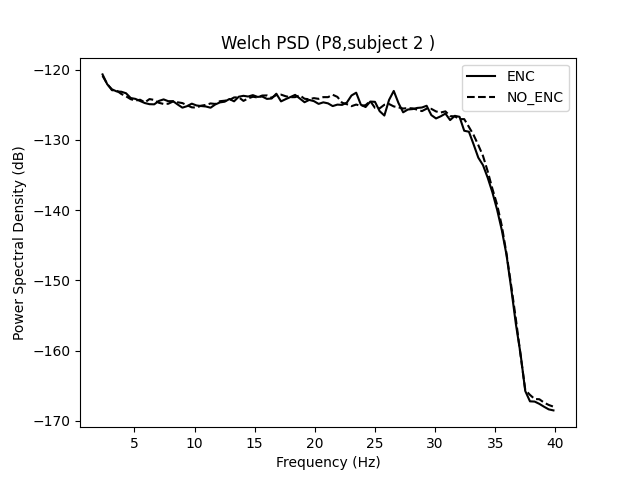 Welch PSD (P8,subject 2 )
ENC
NO_ENC
Power Spectral Density (dB)
−120
−130
−140
−150
−160
−170
5 10 15 20 25 30 35 40
Frequency (Hz)